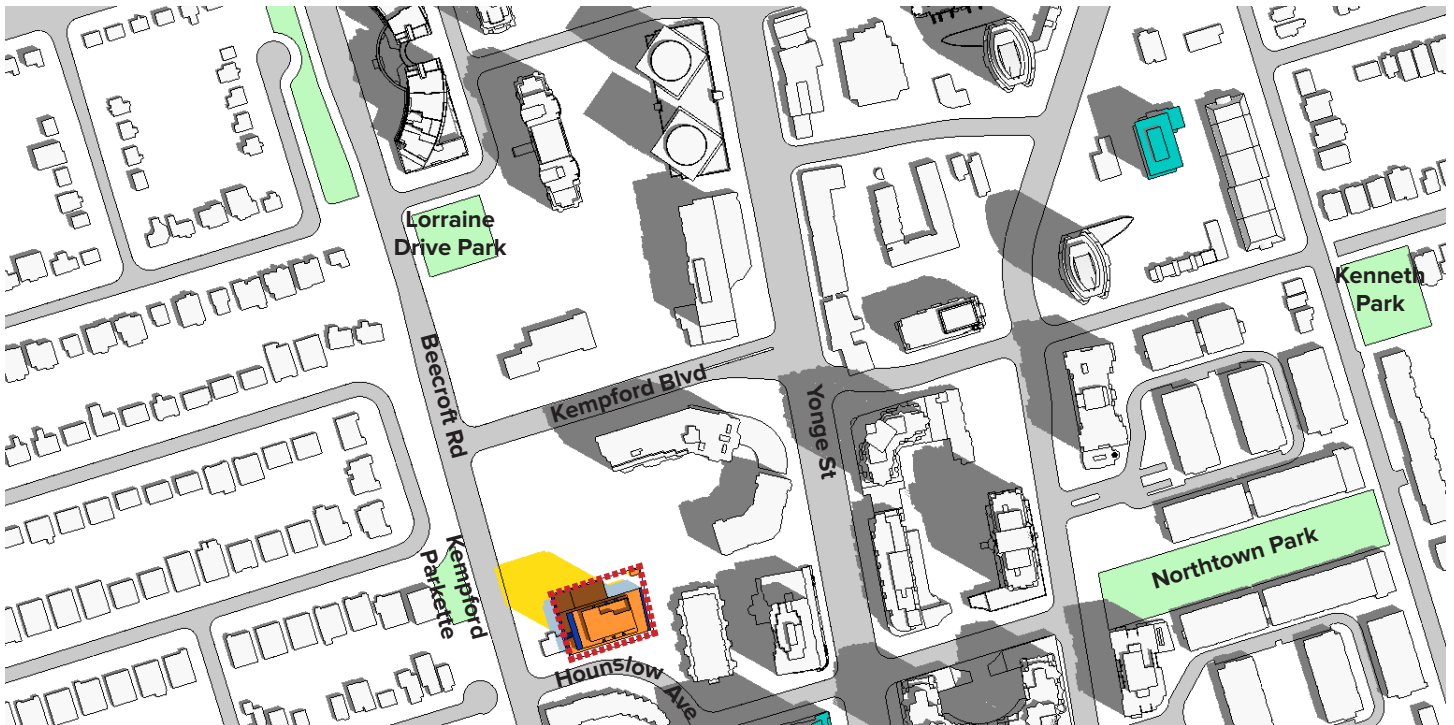 Lorraine
Drive Park
Kenneth
Park
Beecroft Rd
Kempford Blvd
Yonge St
Northtown Park
Kempford
Parkette
Hounslow Ave